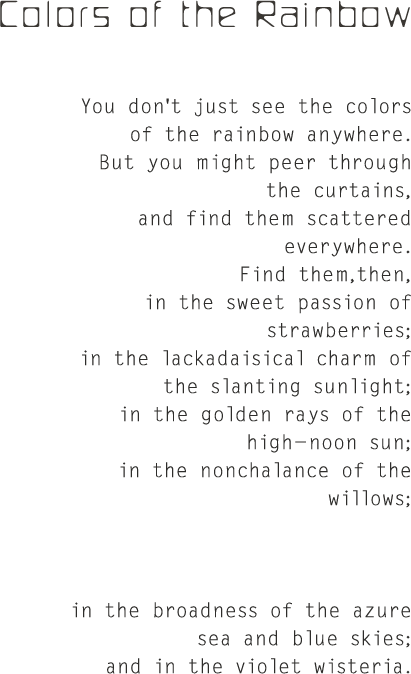 Colors of the Rainbow
You don't just see the colors
of the rainbow anywhere.
But you might peer through
the curtains,
and find them scattered
everywhere.
Find them,then,
in the sweet passion of
strawberries;
in the lackadaisical charm of
the slanting sunlight;
in the golden rays of the
high-noon sun;
in the nonchalance of the
willows;
in the broadness of the azure
sea and blue skies;
and in the violet wisteria.